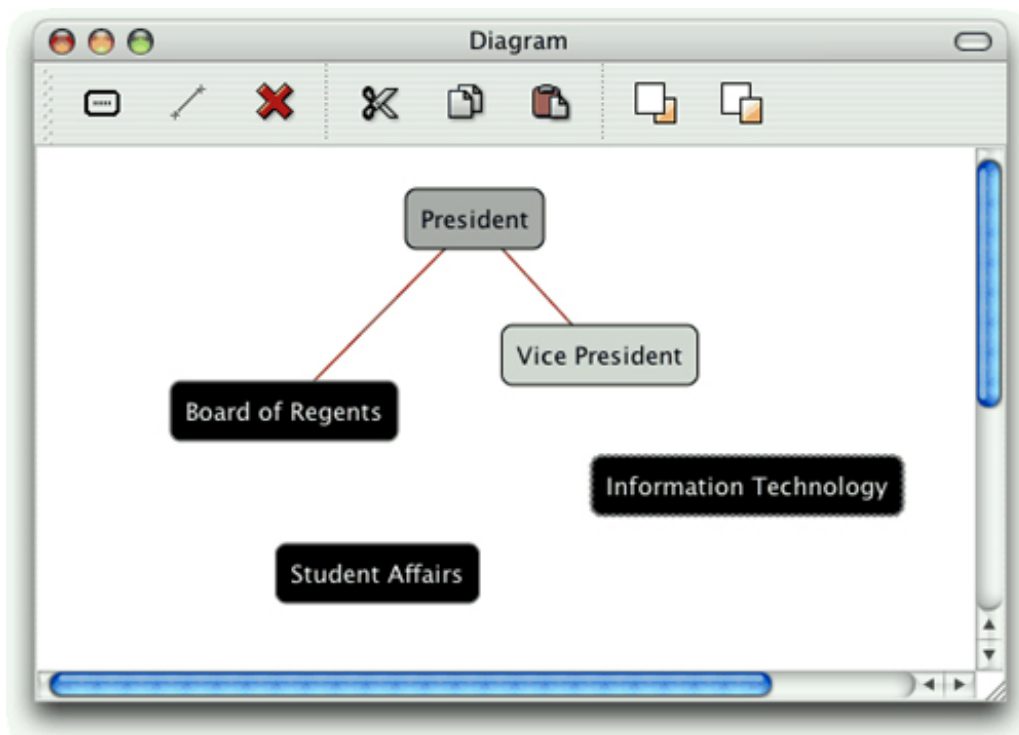 Diagram
President
Vice President
Board of Regents
Information Technology
Student Affairs